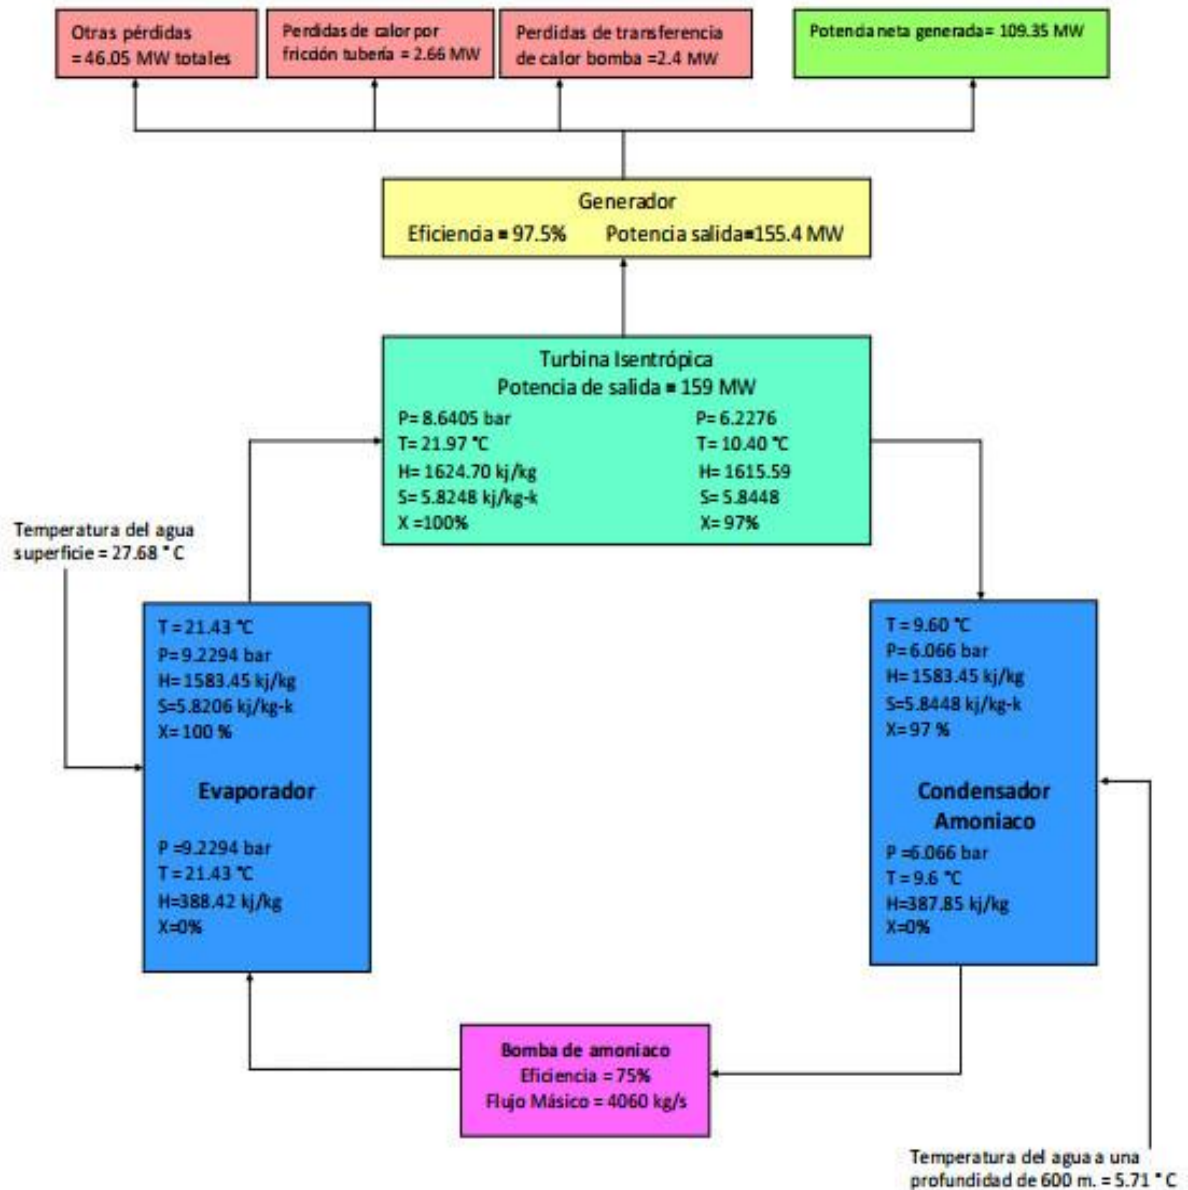 Otras pérdidas
= 46.05 MW totales
Perdidas de calor por
fricción tubería = 2.66 MW
Perdidas de transferencia
de calor bomba =2.4 MW
Potencia neta generada= 109.35 MW
Generador
Eficiencia = 97.5% Potencia salida=155.4 MW
Turbina Isentrópica
Potencia de salida = 159 MW
P= 8.6405 bar P= 6.2276
T= 21.97 °C T= 10.40 °C
H= 1624.70 kj/kg H= 1615.59
S= 5.8248 kj/kg-k S= 5.8448
X =100% X= 97%
Temperatura del agua
superficie = 27.68 ° C
T = 21.43 °C
P= 9.2294 bar
H= 1583.45 kj/kg
S=5.8206 kj/kg-k
X= 100 %
Evaporador
P =9.2294 bar
T = 21.43 °C
H=388.42 kj/kg
X=0%
T = 9.60 °C
P= 6.066 bar
H= 1583.45 kj/kg
S=5.8448 kj/kg-k
X= 97 %
Condensador
Amoniaco
P =6.066 bar
T = 9.6 °C
H=387.85 kj/kg
X=0%
Bomba de amoniaco
Eficiencia = 75%
Flujo Másico = 4060 kg/s
Temperatura del agua a una
profundidad de 600 m. = 5.71 ° C